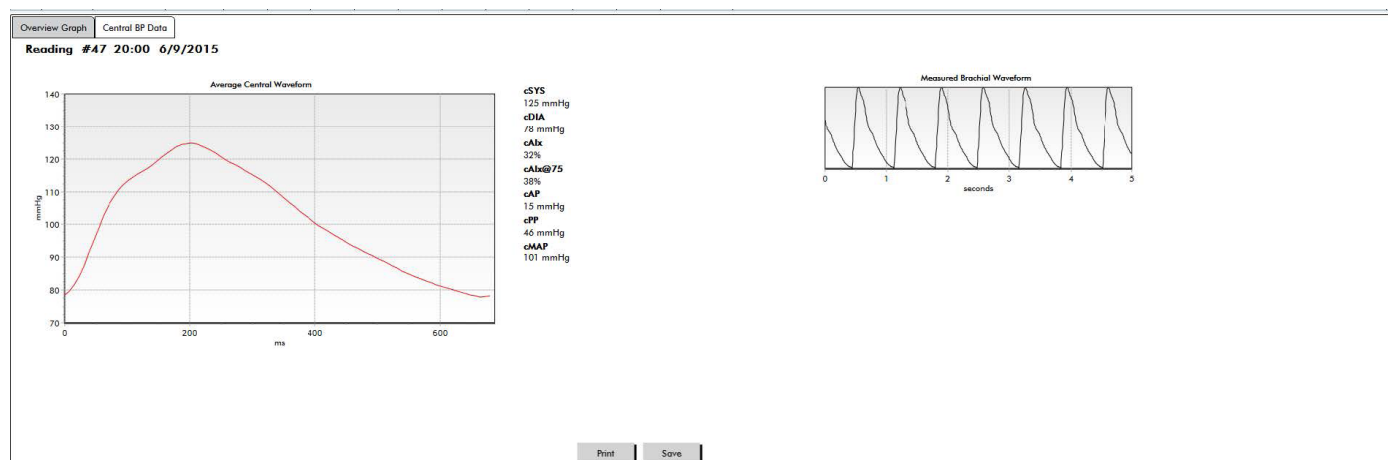 Overview Graph Central BP Data
Reading #47 20:00 6/9/2015
Average Central Waveform
140
130
120
110
100
90
80
70
mmHg
0 200 400 600
ms
cSYS
125 mmHg
cDIA
78 mmHg
cAIx
32%
cAIx@75
38%
cAP
15 mmHg
cPP
46 mmHg
cMAP
101 mmHg
Measured Brachial Waveform
0 1 2 3 4 5
seconds
Print Save